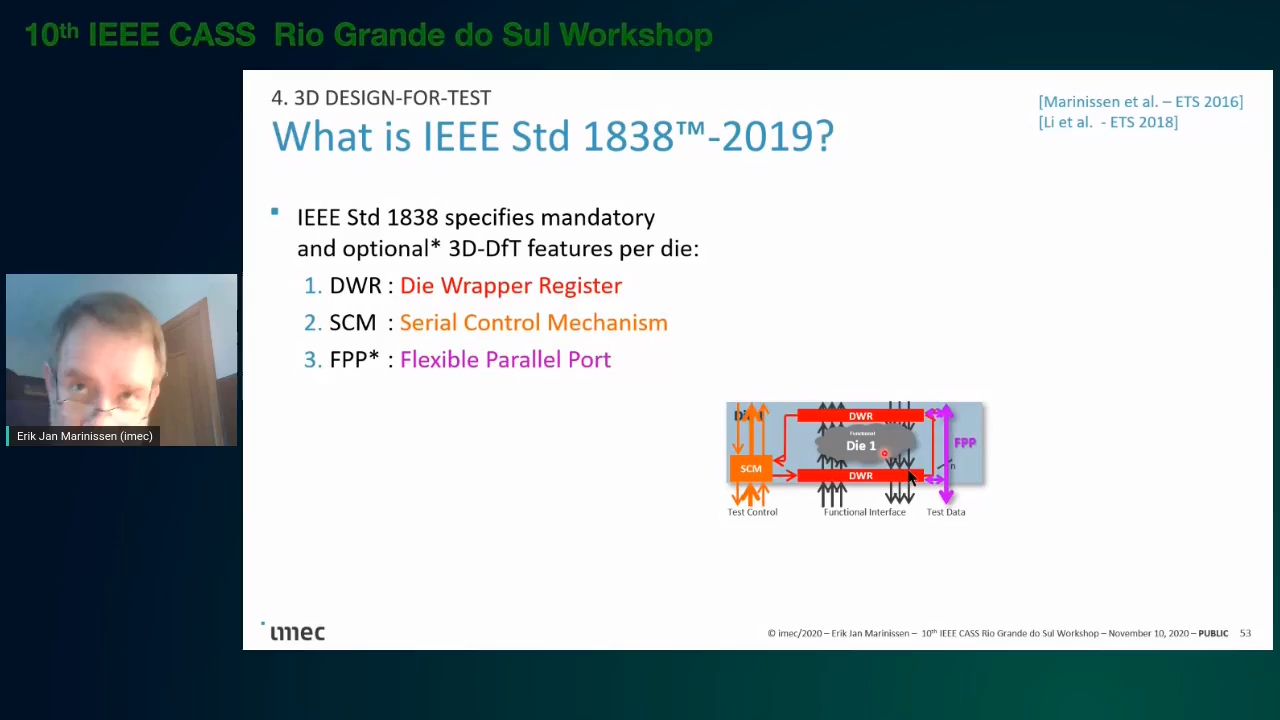 10th IEEE CASS Rio Grande do Sul Workshop
4. 3D DESIGN-FOR-TEST
What is IEEE Std 1838™-2019?
[Marinissen et al. – ETS 2016]
[Li et al. - ETS 2018]
IEEE Std 1838 specifies mandatory
and optional* 3D-DfT features per die:
1. DWR : Die Wrapper Register
2. SCM : Serial Control Mechanism
3. FPP* : Flexible Parallel Port
DWR
Functional
Die 1
FPP
SCM
n
DWR
Test Control
Functional Interface
Test Data
Erik Jan Marinissen (imec)
imec
© imec/2020 – Erik Jan Marinissen – 10th IEEE CASS Rio Grande do Sul Workshop – November 10, 2020 – PUBLIC 53